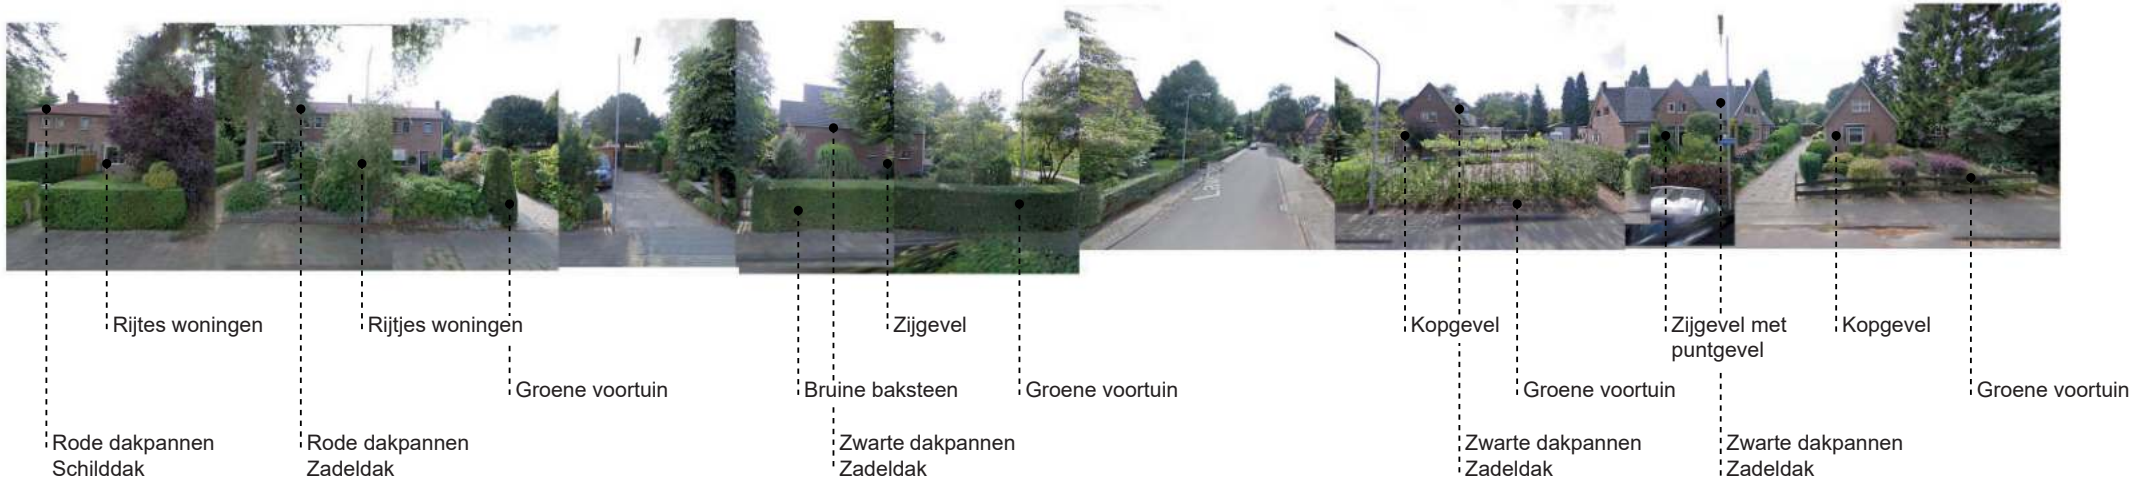 Rijtes woningen
Rijtjes woningen
Zijgevel
Kopgevel
Zijgevel met
puntgevel
Kopgevel
Groene voortuin
Bruine baksteen
Groene voortuin
Groene voortuin
Groene voortuin
Rode dakpannen
Schilddak
Rode dakpannen
Zadeldak
Zwarte dakpannen
Zadeldak
Zwarte dakpannen
Zadeldak
Zwarte dakpannen
Zadeldak